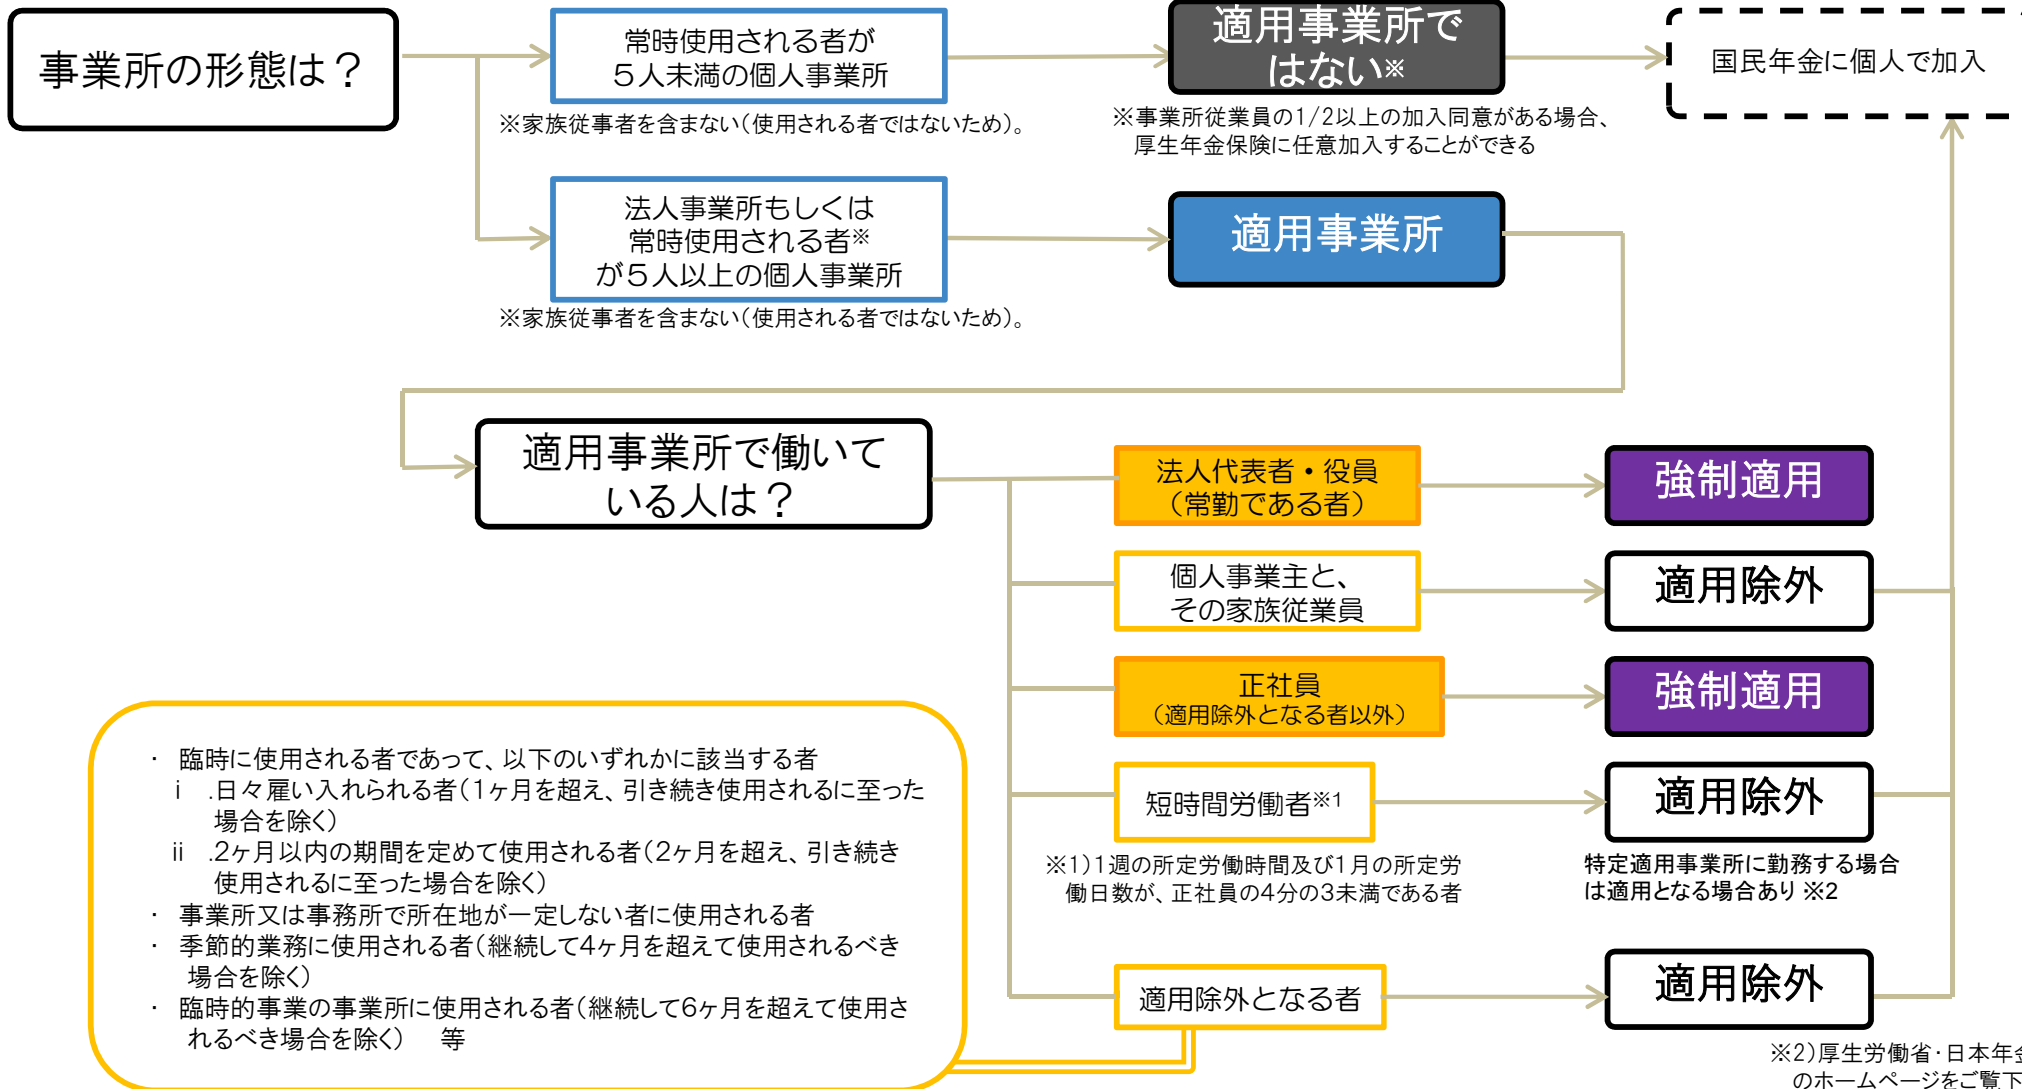 事業所の形態は？
常時使用される者が
５人未満の個人事業所
※家族従事者を含まない（使用される者ではないため）。
適用事業所で
はない※
※事業所従業員の1/2以上の加入同意がある場合、
厚生年金保険に任意加入することができる
国民年金に個人で加入
法人事業所もしくは
常時使用される者※
が５人以上の個人事業所
※家族従事者を含まない（使用される者ではないため）。
適用事業所
適用事業所で働いて
いる人は？
法人代表者・役員
（常勤である者）
強制適用
個人事業主と、
その家族従業員
適用除外
正社員
（適用除外となる者以外）
強制適用
短時間労働者※1
適用除外
※1）1週の所定労働時間及び1月の所定労
働日数が、正社員の4分の3未満である者
特定適用事業所に勤務する場合
は適用となる場合あり ※2
適用除外となる者
適用除外
・ 臨時に使用される者であって、以下のいずれかに該当する者
ⅰ .日々雇い入れられる者（1ヶ月を超え、引き続き使用されるに至った
場合を除く）
ⅱ .2ヶ月以内の期間を定めて使用される者（2ヶ月を超え、引き続き
使用されるに至った場合を除く）
・ 事業所又は事務所で所在地が一定しない者に使用される者
・ 季節的業務に使用される者（継続して4ヶ月を超えて使用されるべき
場合を除く）
・ 臨時的事業の事業所に使用される者（継続して6ヶ月を超えて使用さ
れるべき場合を除く） 等
※2）厚生労働省・日本年金
のホームページをご覧下